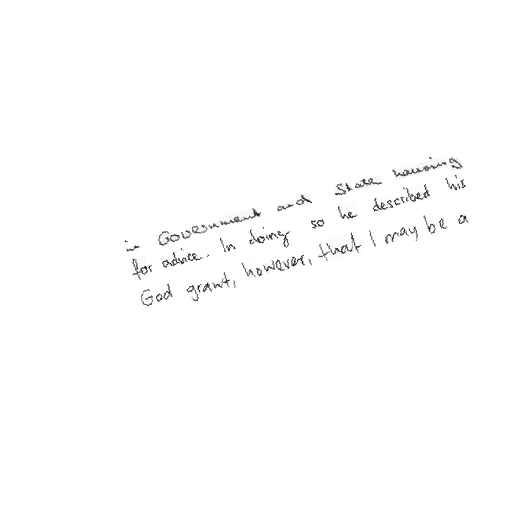 in Government and State housing
for advice. In doing so he described his
God grant, however, that I may be a